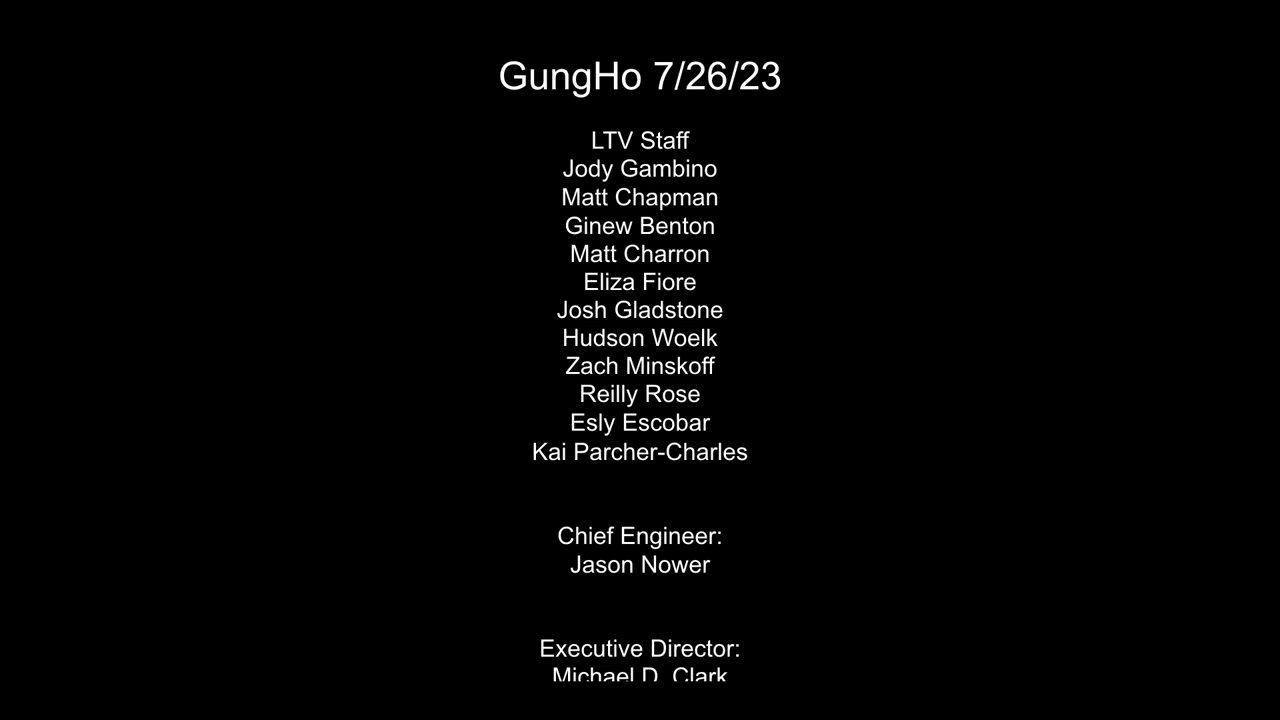 GungHo 7/26/23
LTV Staff
Jody Gambino
Matt Chapman
Ginew Benton
Matt Charron
Eliza Fiore
Josh Gladstone
Hudson Woelk
Zach Minskoff
Reilly Rose
Esly Escobar
Kai Parcher-Charles
Chief Engineer:
Jason Nower
Executive Director:
Michael D. Clark